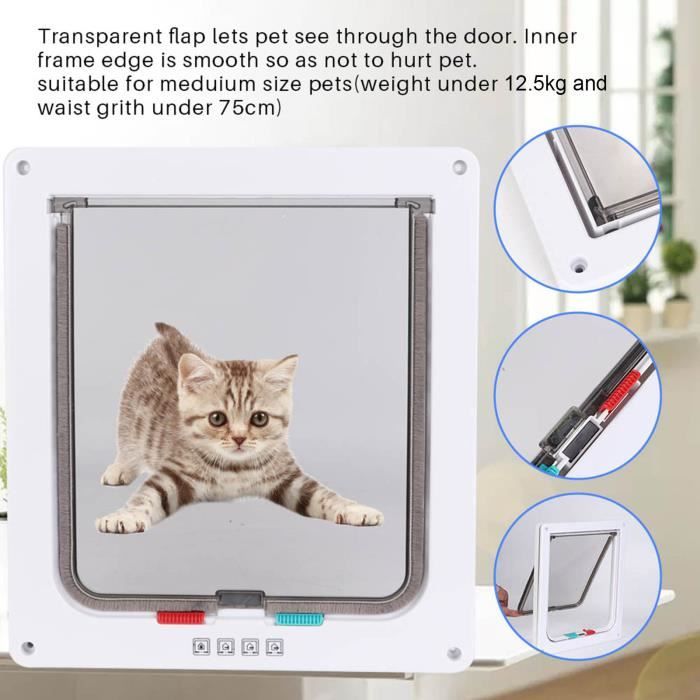 Transparent flap lets pet see through the door. Inner
frame edge is smooth so as not to hurt pet.
suitable for meduium size pets(weight under 12.5kg and
waist grith under 75cm)